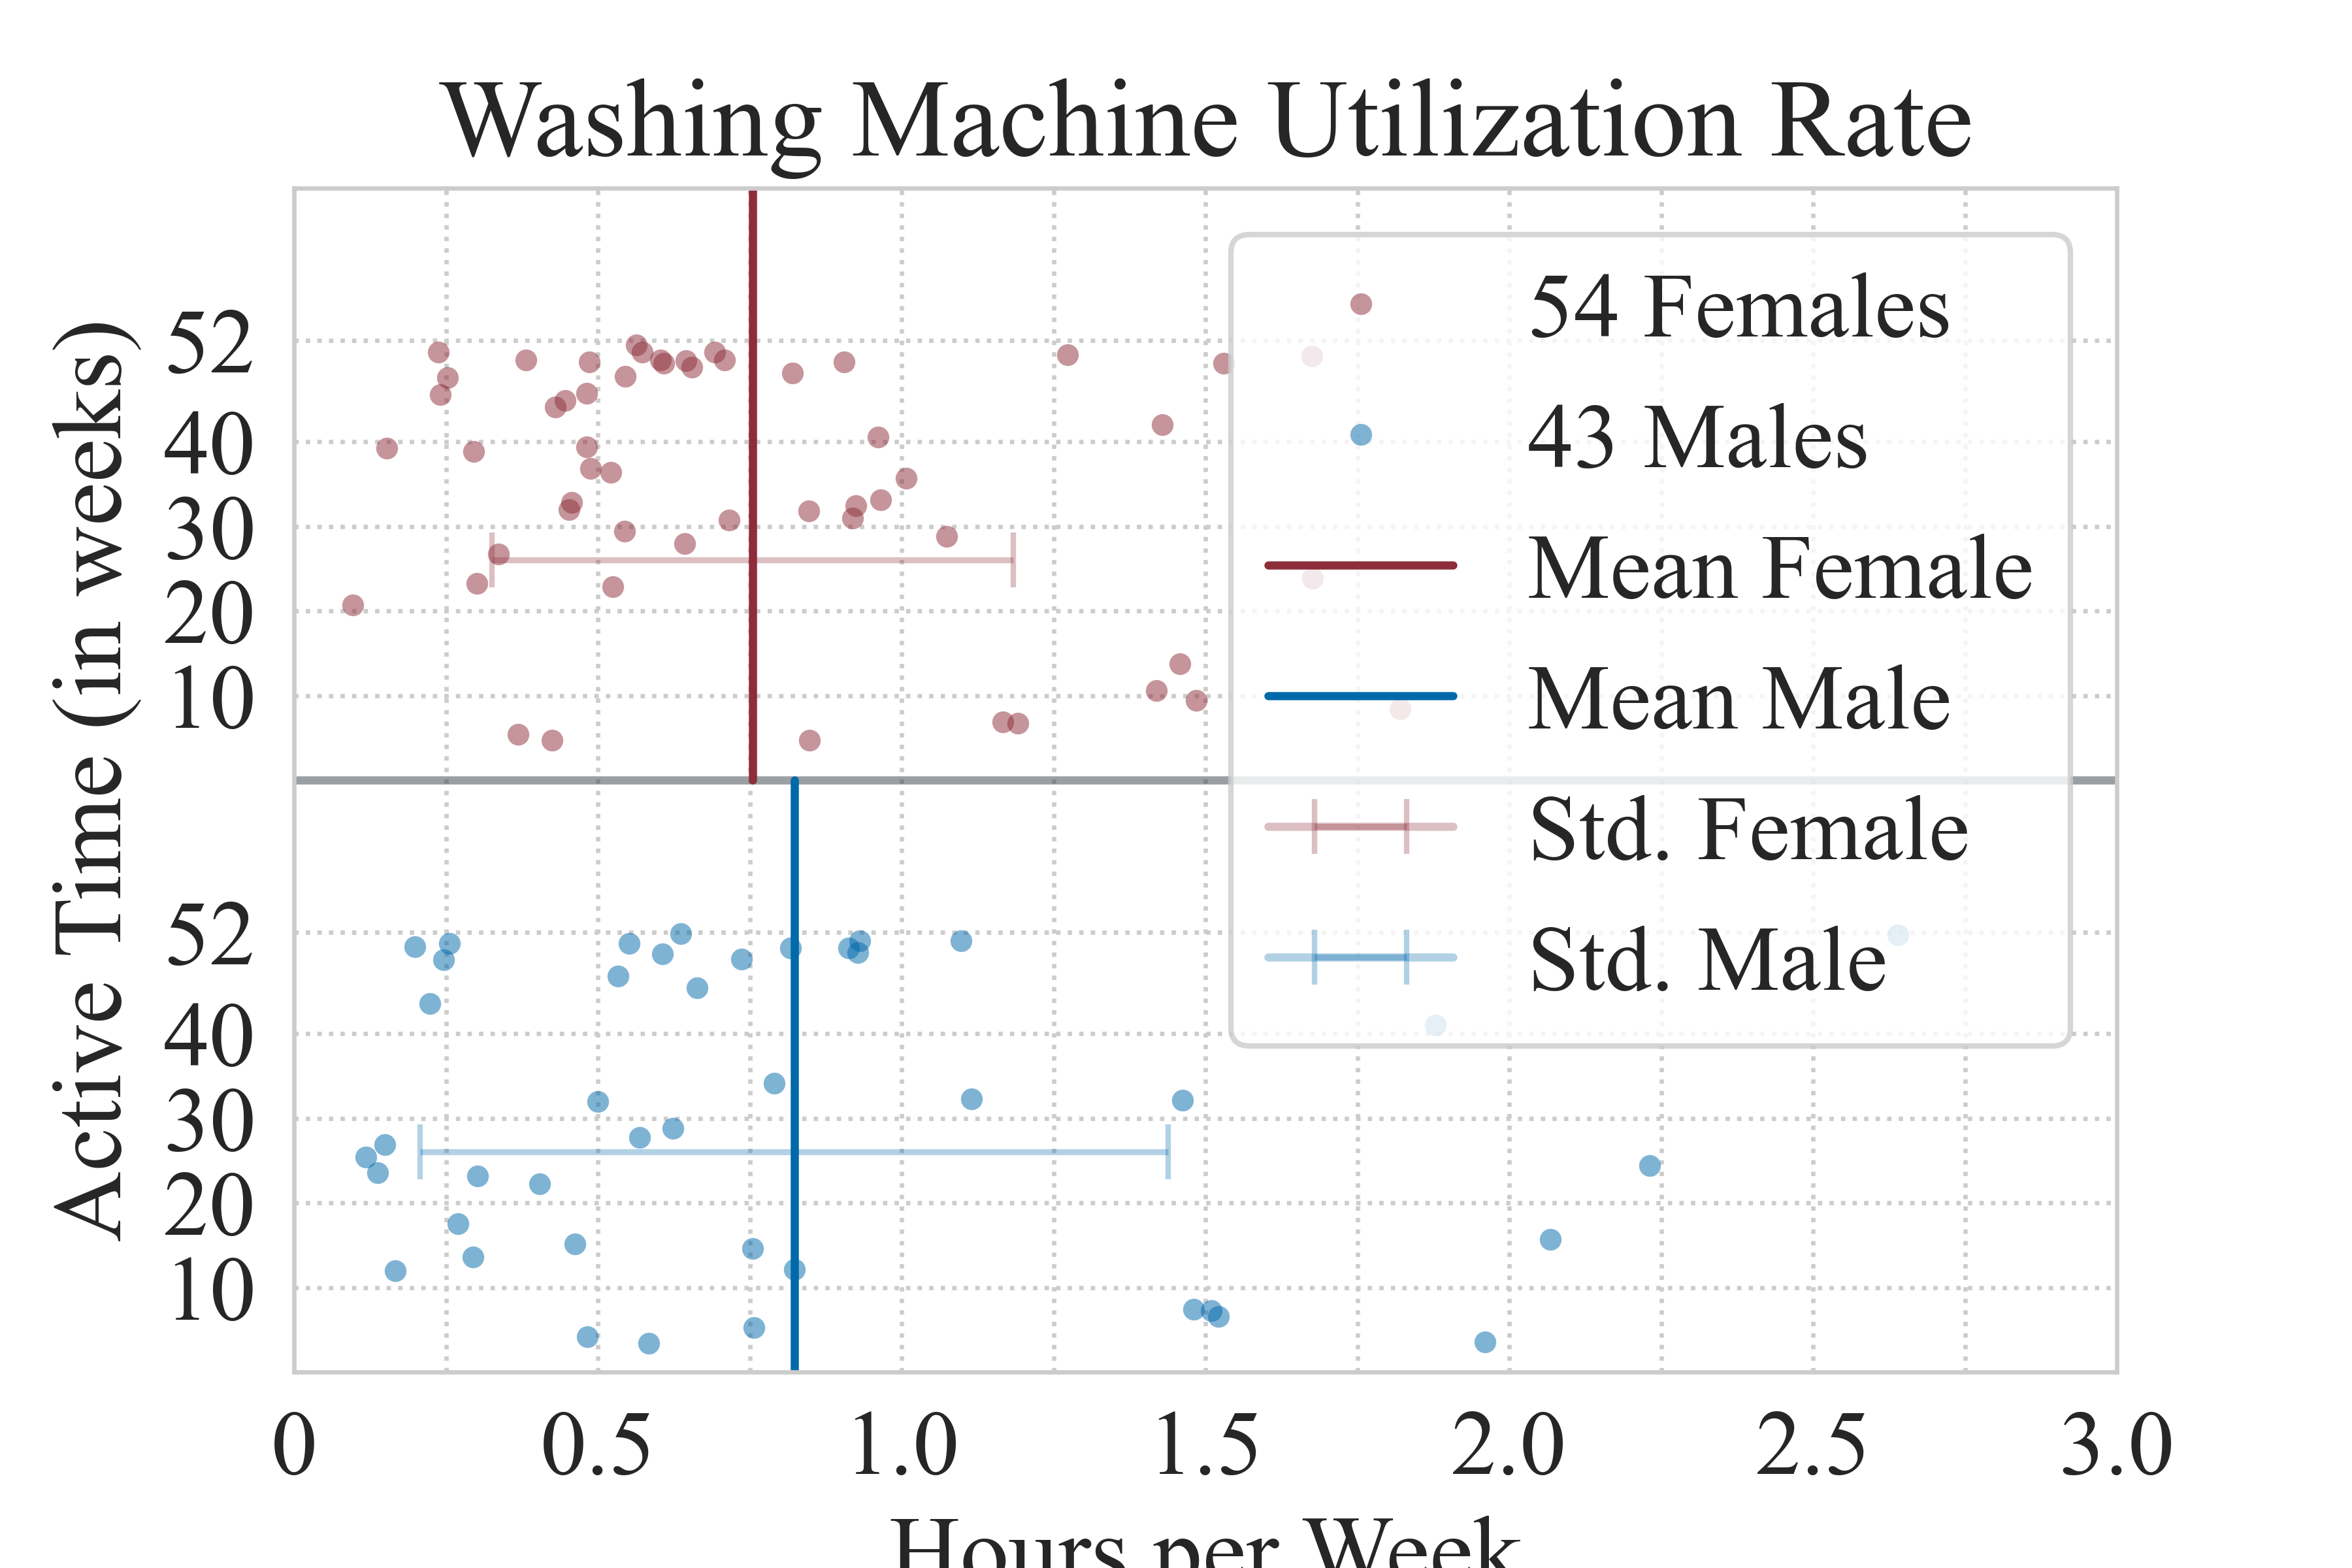 Washing Machine Utilization Rate
Active Time (in weeks)
52
40
30
20
10
52
40
30
20
10
54 Females
43 Males
Mean Female
Mean Male
Std. Female
Std. Male
0 0.5 1.0 1.5 2.0 2.5 3.0
Hours per Week